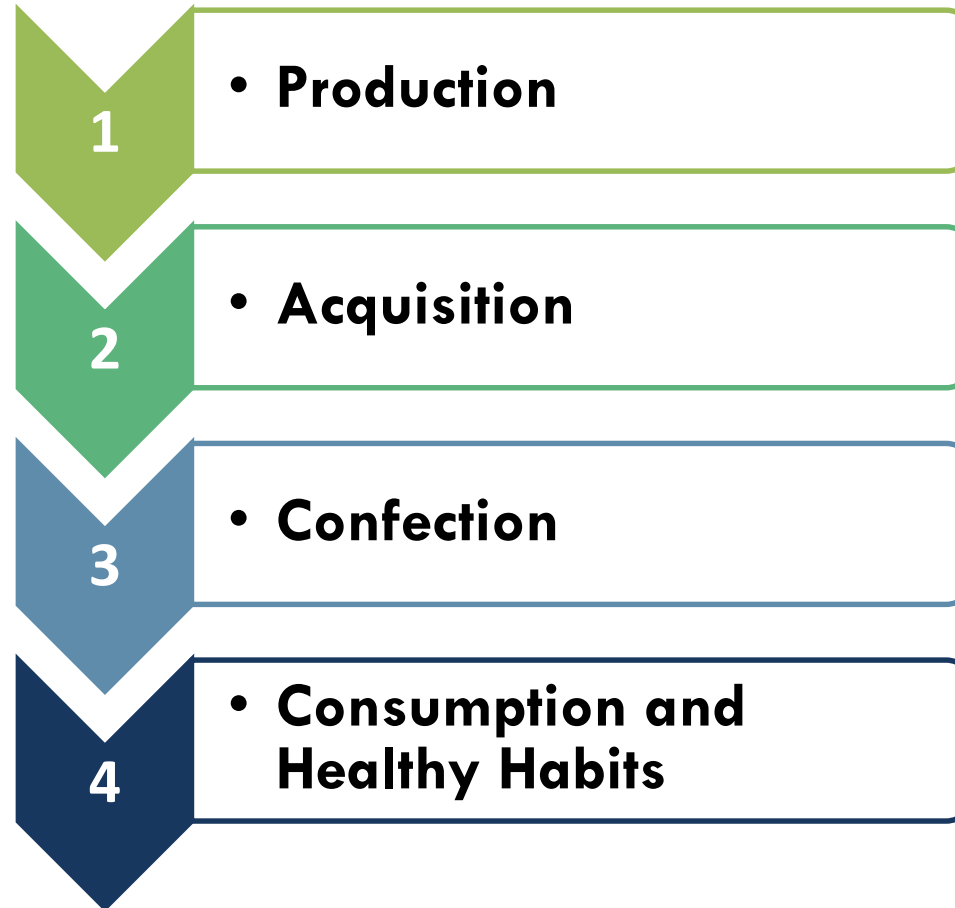 1
• Production
2
• Acquisition
3
• Confection
4
• Consumption and
Healthy Habits